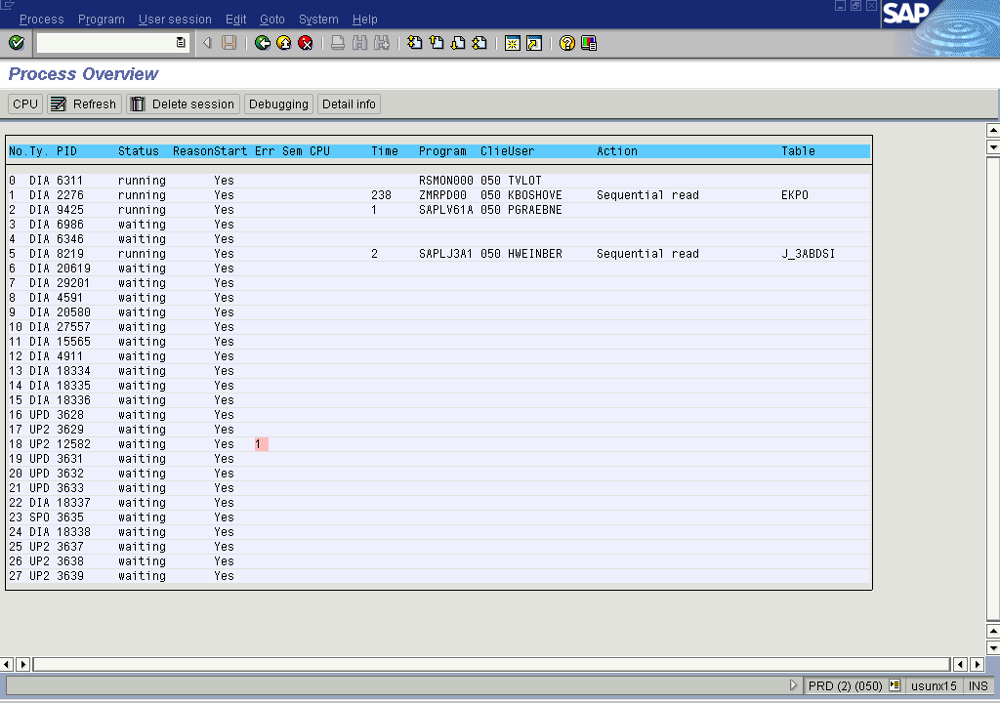 Process Program User session Edit Goto System Help
SAP
Process Overview
CPU Refresh Delete session Debugging Detail info
No. Ty. PID Status Reason Start Err Sem CPU Time Program Clie User Action Table
0 DIA 6311 running Yes RSMON000 050 TVLOT
1 DIA 2276 running Yes 238 ZMRPD00 050 KBOSHOVE Sequential read EKPO
2 DIA 9425 running Yes 1 SAPLV61A 050 PGRAEBNE
3 DIA 6986 waiting Yes
4 DIA 6346 waiting Yes
5 DIA 8219 running Yes 2 SAPLJ3A1 050 HWEINBER Sequential read J_3ABDSI
6 DIA 20619 waiting Yes
7 DIA 29201 waiting Yes
8 DIA 4591 waiting Yes
9 DIA 20580 waiting Yes
10 DIA 27557 waiting Yes
11 DIA 15565 waiting Yes
12 DIA 4911 waiting Yes
13 DIA 18334 waiting Yes
14 DIA 18335 waiting Yes
15 DIA 18336 waiting Yes
16 UPD 3628 waiting Yes
17 UP2 3629 waiting Yes
18 UP2 12582 waiting Yes 1
19 UPD 3631 waiting Yes
20 UPD 3632 waiting Yes
21 UPD 3633 waiting Yes
22 DIA 18337 waiting Yes
23 SPO 3635 waiting Yes
24 DIA 18338 waiting Yes
25 UP2 3637 waiting Yes
26 UP2 3638 waiting Yes
27 UP2 3639 waiting Yes
PRD (2) (050) usunx15 INS